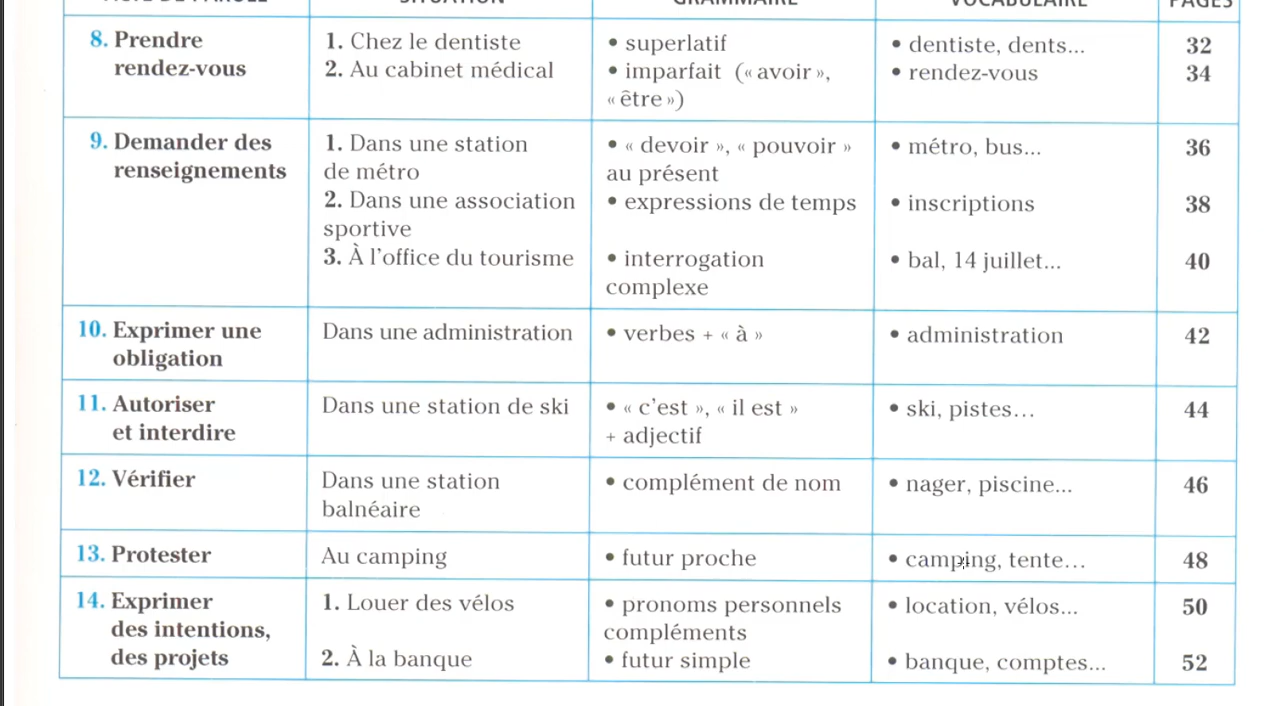 SITUATION
GRAMMAIRE
VOCABULAIRE
PAGES
8. Prendre
rendez-vous
1. Chez le dentiste
2. Au cabinet médical
• superlatif
• imparfait (« avoir »,
« être »)
• dentiste, dents...
• rendez-vous
32
34
9. Demander des
renseignements
1. Dans une station
de métro
2. Dans une association
sportive
3. À l'office du tourisme
• « devoir », « pouvoir »
au présent
• expressions de temps
• interrogation
complexe
• métro, bus...
• inscriptions
• bal, 14 juillet...
36
38
40
10. Exprimer une
obligation
Dans une administration
• verbes + « à »
• administration
42
11. Autoriser
et interdire
Dans une station de ski
• « c'est », « il est »
+ adjectif
• ski, pistes...
44
12. Vérifier
Dans une station
balnéaire
• complément de nom
• nager, piscine...
46
13. Protester
Au camping
• futur proche
• camping, tente...
48
14. Exprimer
des intentions,
des projets
1. Louer des vélos
2. À la banque
• pronoms personnels
compléments
• futur simple
• location, vélos...
• banque, comptes...
50
52